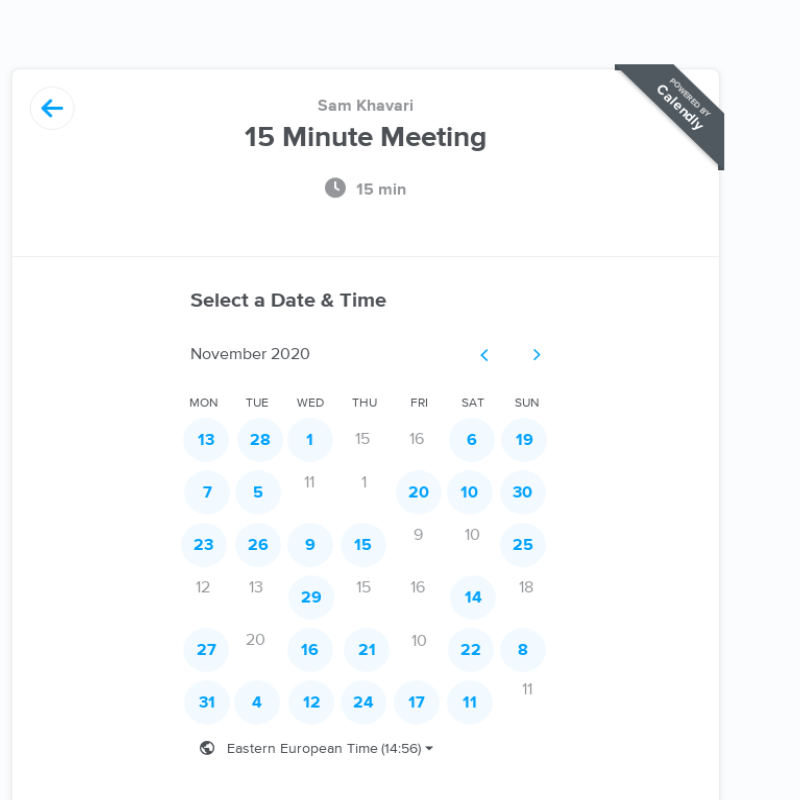 POWERED BY
Calendly
Sam Khavari
15 Minute Meeting
15 min
Select a Date & Time
November 2020
MON TUE WED THU FRI SAT SUN
13 28 1 15 16 6 19
7 5 11 1 20 10 30
23 26 9 15 9 10 25
12 13 29 15 16 14 18
27 20 16 21 10 22 8
31 4 12 24 17 11 11
Eastern European Time (14:56)